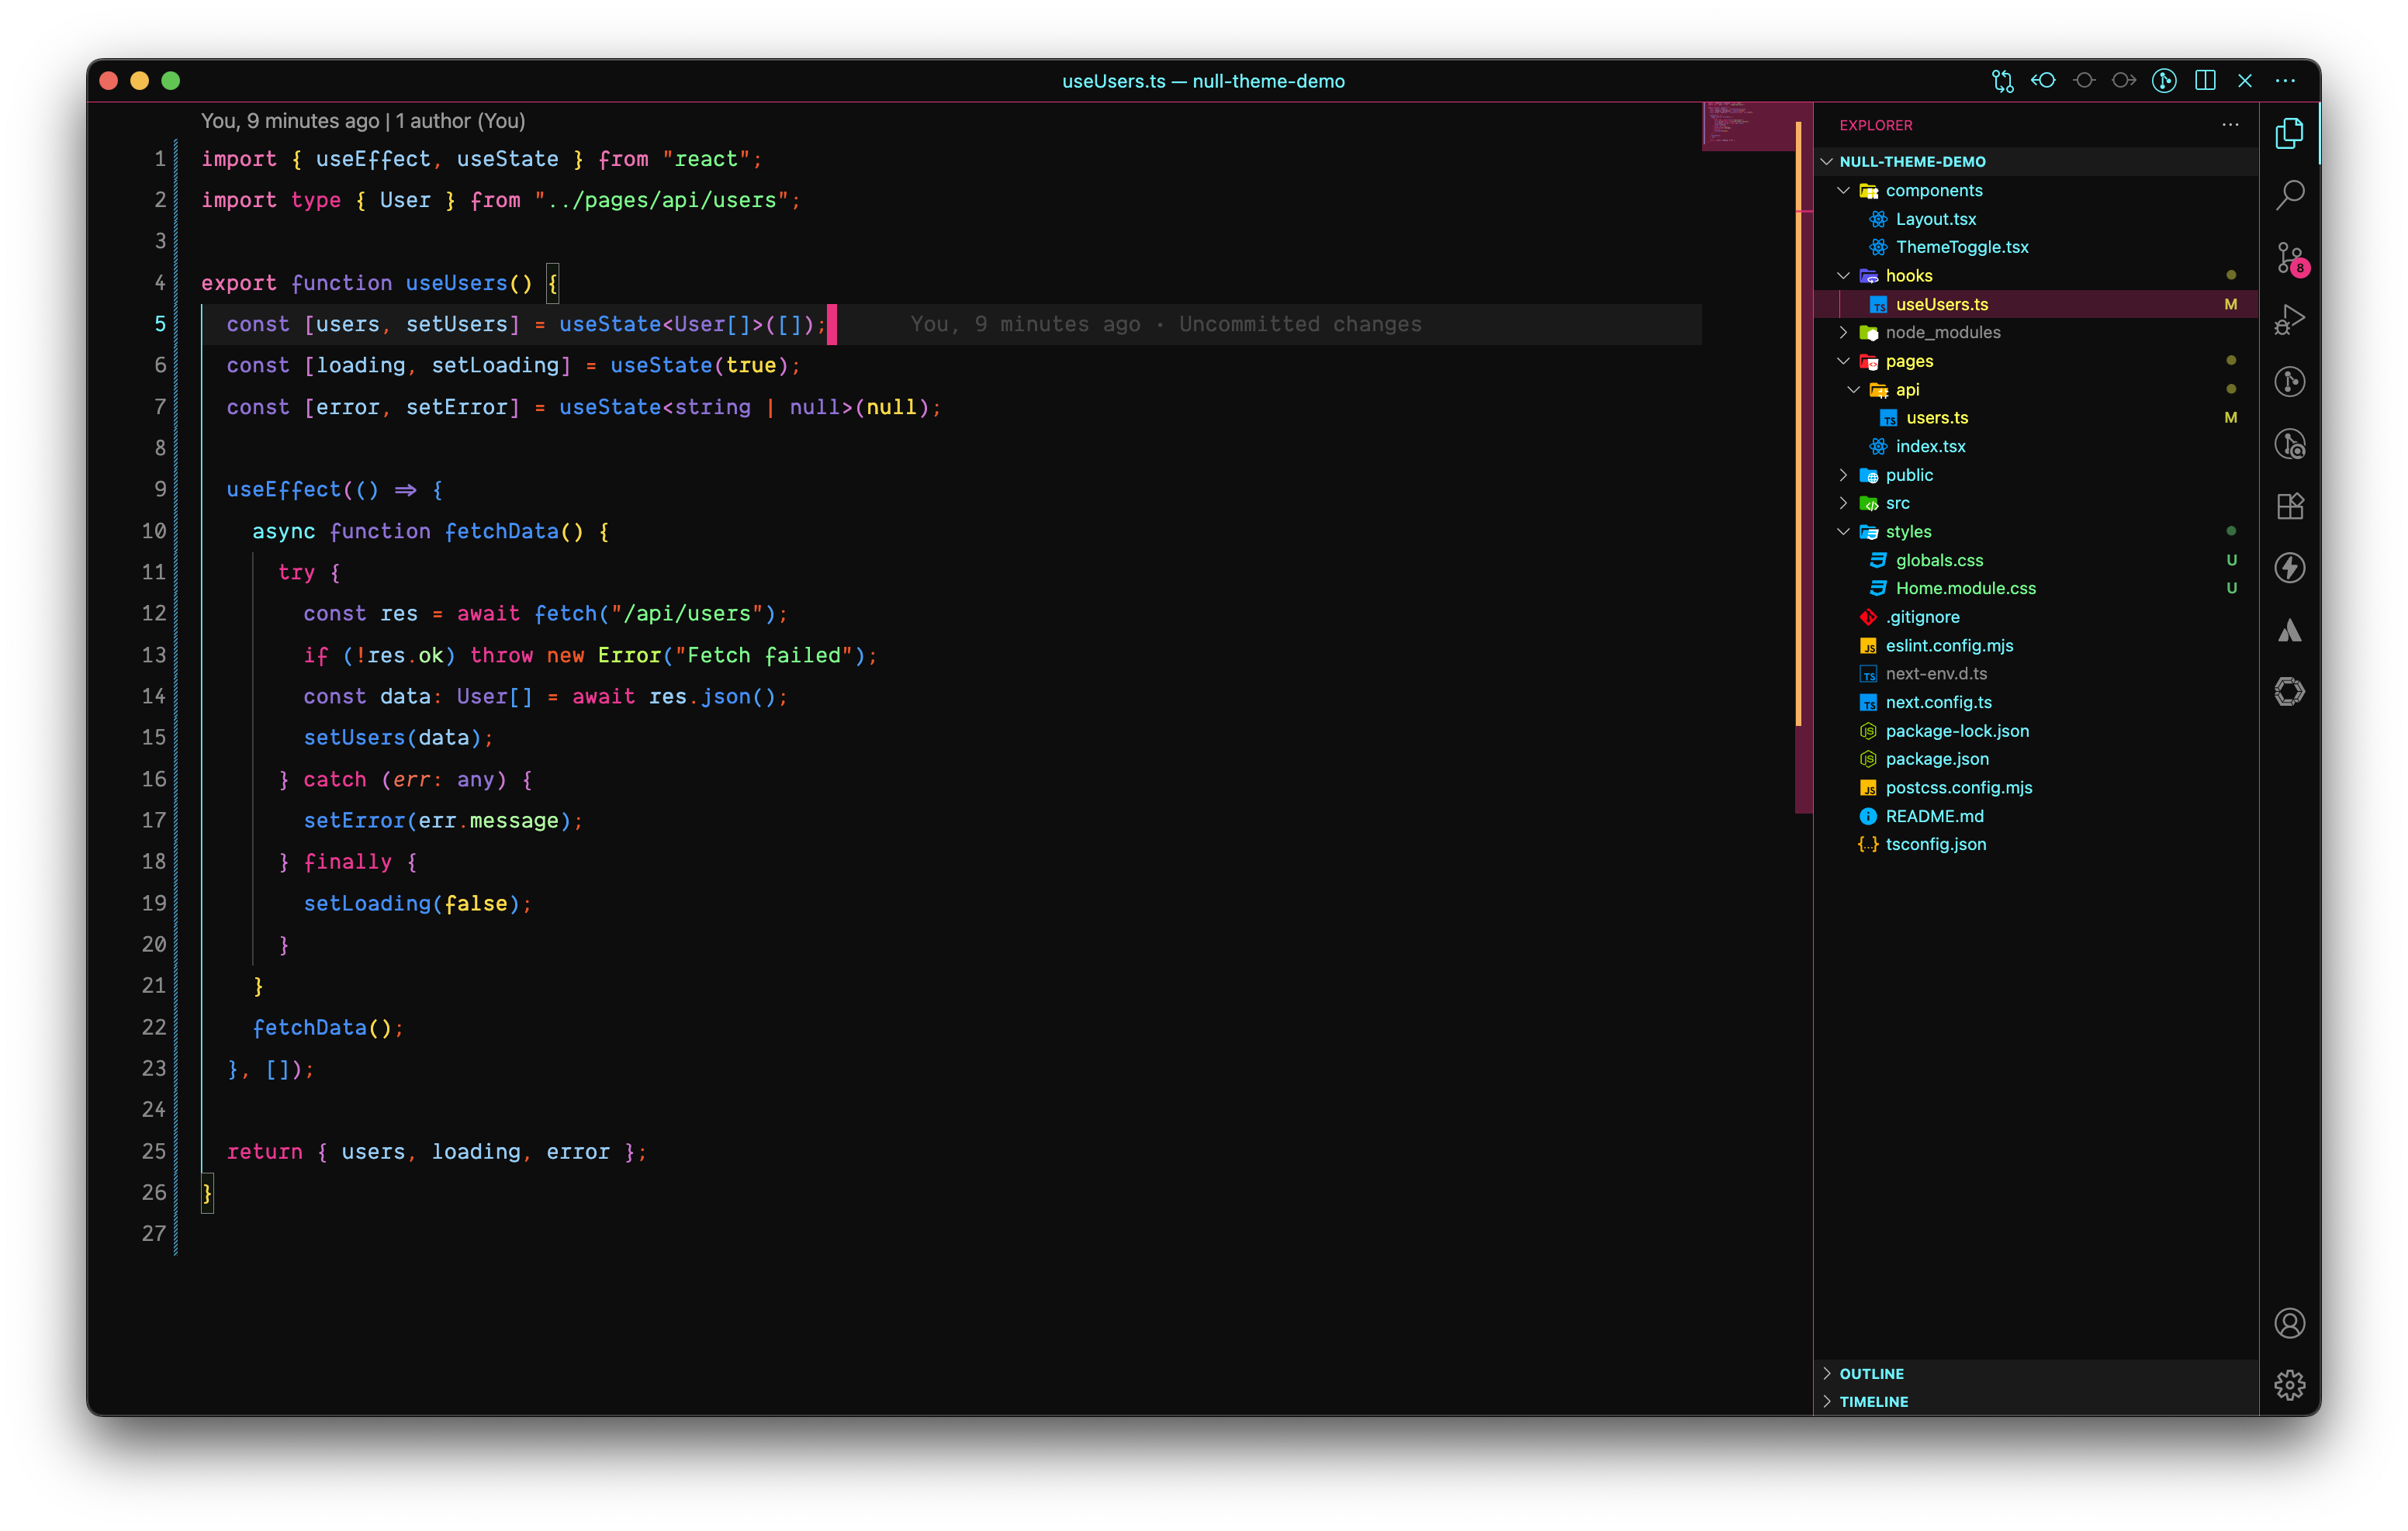 useUsers.ts — null-theme-demo
You, 9 minutes ago | 1 author (You)
1 import { useEffect, useState } from "react";
2 import type { User } from "../pages/api/users";
3
4 export function useUsers() {
5   const [users, setUsers] = useState<User[]>([]); You, 9 minutes ago · Uncommitted changes
6   const [loading, setLoading] = useState(true);
7   const [error, setError] = useState<string | null>(null);
8
9   useEffect(() => {
10     async function fetchData() {
11       try {
12         const res = await fetch("/api/users");
13         if (!res.ok) throw new Error("Fetch failed");
14         const data: User[] = await res.json();
15         setUsers(data);
16       } catch (err: any) {
17         setError(err.message);
18       } finally {
19         setLoading(false);
20       }
21     }
22     fetchData();
23   }, []);
24
25   return { users, loading, error };
26 }
27
EXPLORER
NULL-THEME-DEMO
components
Layout.tsx
ThemeToggle.tsx
hooks
TS useUsers.ts M
node_modules
pages
api
TS users.ts M
index.tsx
public
src
styles
globals.css U
Home.module.css U
.gitignore
JS eslint.config.mjs
TS next-env.d.ts
TS next.config.ts
JS package-lock.json
JS package.json
JS postcss.config.mjs
README.md
{...} tsconfig.json
OUTLINE
TIMELINE
8